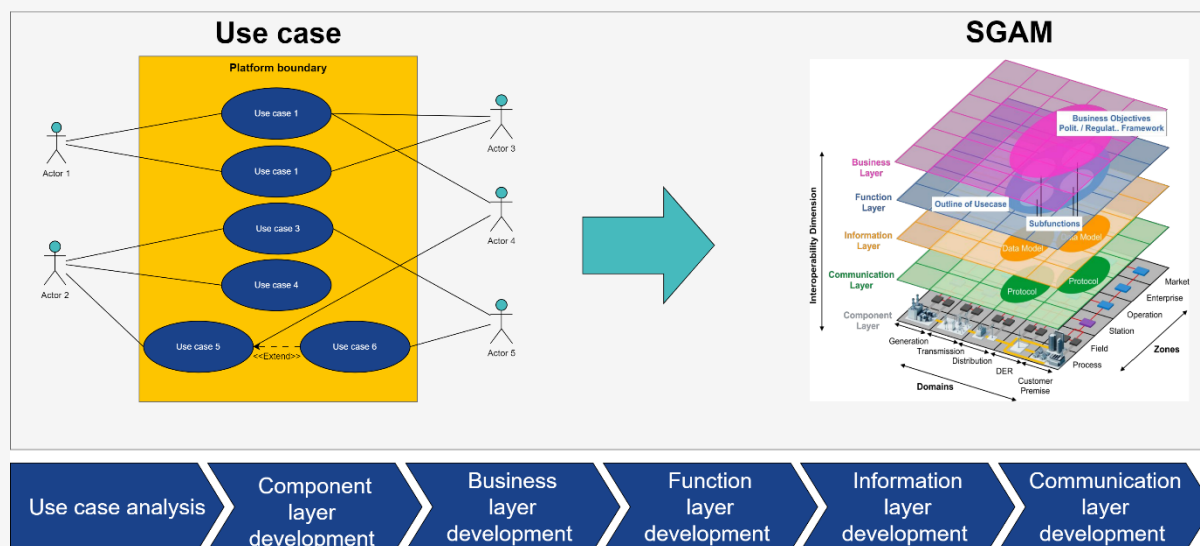 Use case
Platform boundary
Use case 1
Use case 1
Use case 3
Use case 4
Use case 5
Use case 6
<<Extend>>
Actor 1
Actor 2
Actor 3
Actor 4
Actor 5
SGAM
Business Objectives
Polit. / Regulat.. Framework
Interoperability Dimension
Business
Layer
Function
Layer
Outline of Usecase
Subfunctions
Information
Layer
Data Model
Data Model
Communication
Layer
Protocol
Protocol
Component
Layer
Market
Enterprise
Operation
Station
Field
Process
Zones
Generation
Transmission
Distribution
DER
Customer
Premise
Domains
Use case analysis
Component
layer
development
Business
layer
development
Function
layer
development
Information
layer
development
Communication
layer
development